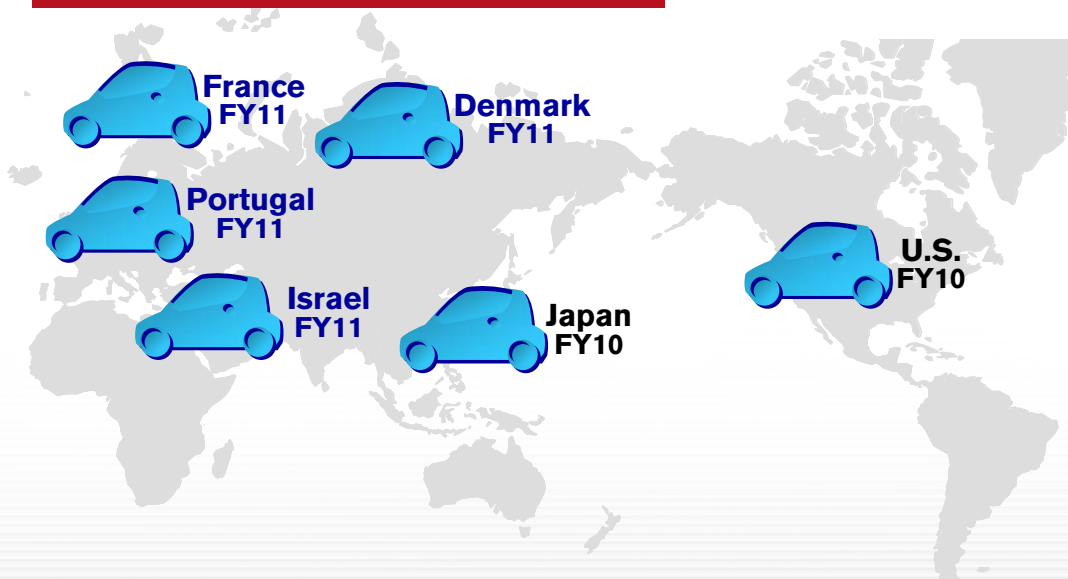 France
FY11
Denmark
FY11
Portugal
FY11
U.S.
FY10
Israel
FY11
Japan
FY10